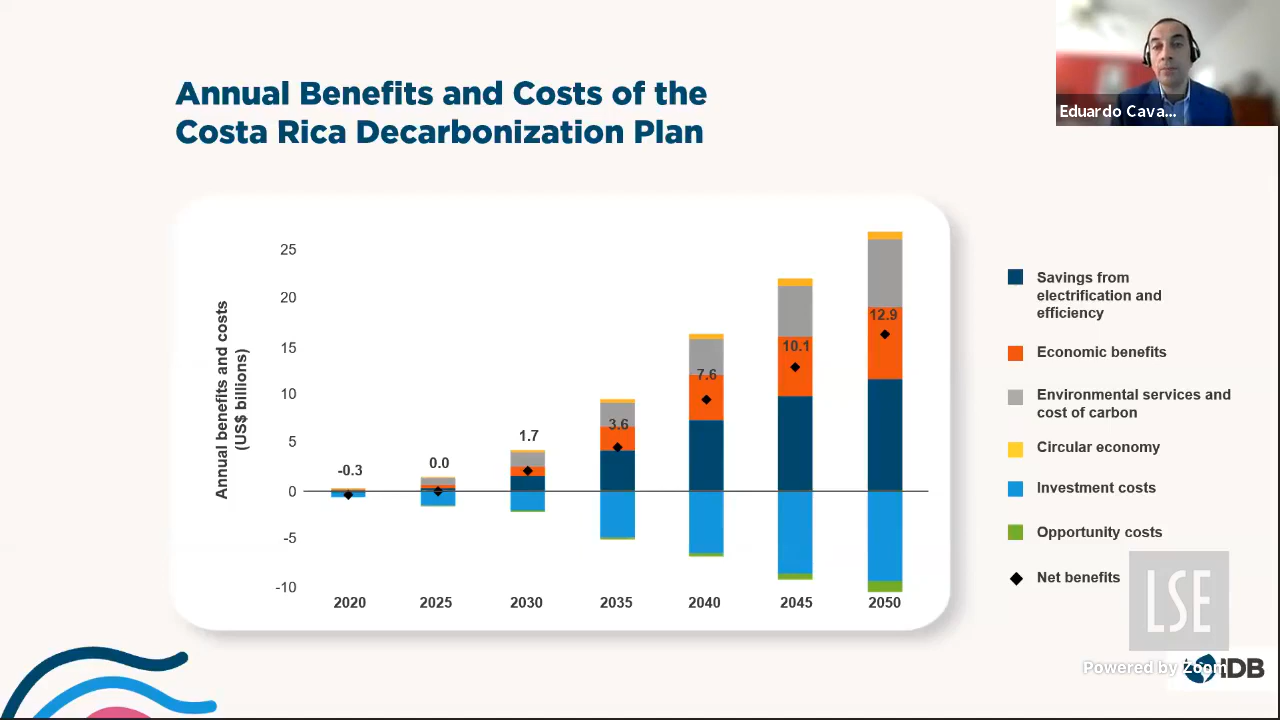 Eduardo Cava...
Annual Benefits and Costs of the
Costa Rica Decarbonization Plan
Annual benefits and costs
(US$ billions)
25
20
15
10
5
0
-5
-10
-0.3
0.0
1.7
3.6
7.6
10.1
12.9
2020
2025
2030
2035
2040
2045
2050
Savings from
electrification and
efficiency
Economic benefits
Environmental services and
cost of carbon
Circular economy
Investment costs
Opportunity costs
Net benefits
LSE
Powered by Zoom
IDB